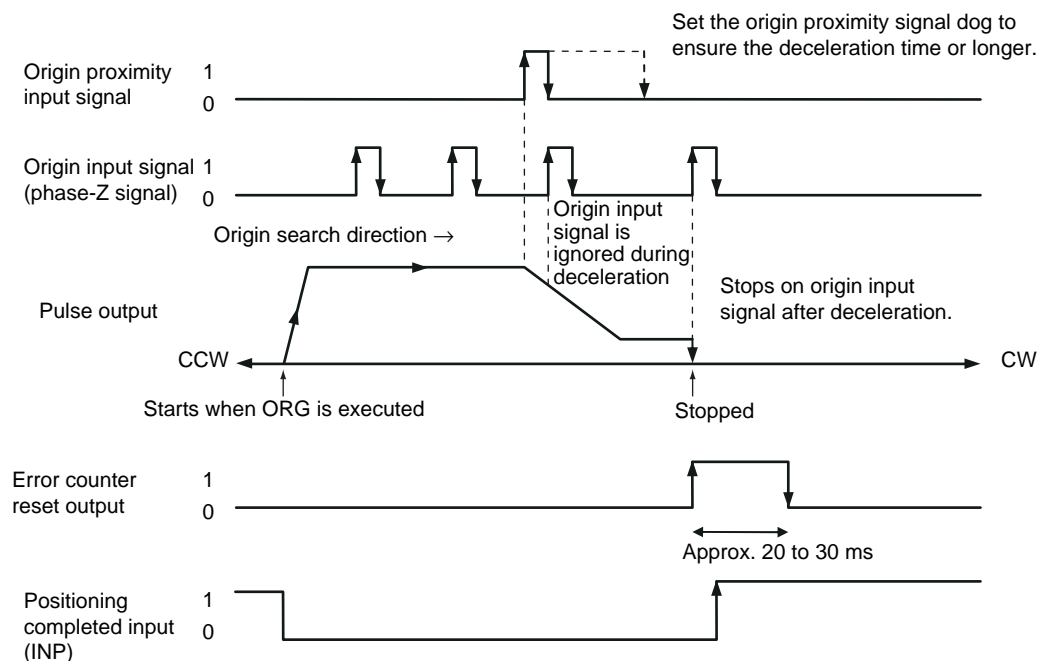 Set the origin proximity signal dog to
ensure the deceleration time or longer.
Origin proximity
input signal
1
0
Origin input signal
(phase-Z signal)
1
0
Origin search direction →
Origin input
signal is
ignored during
deceleration
Pulse output
Stops on origin input
signal after deceleration.
CCW
CW
Starts when ORG is executed
Stopped
Error counter
reset output
1
0
Approx. 20 to 30 ms
Positioning
completed input
(INP)
1
0